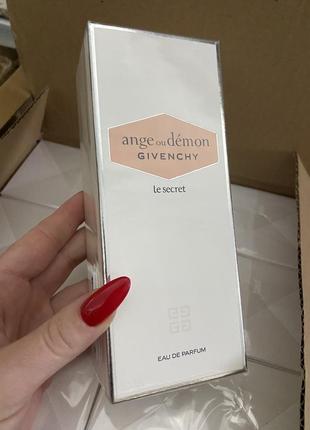 ange ou démon
GIVENCHY
le secret
EAU DE PARFUM